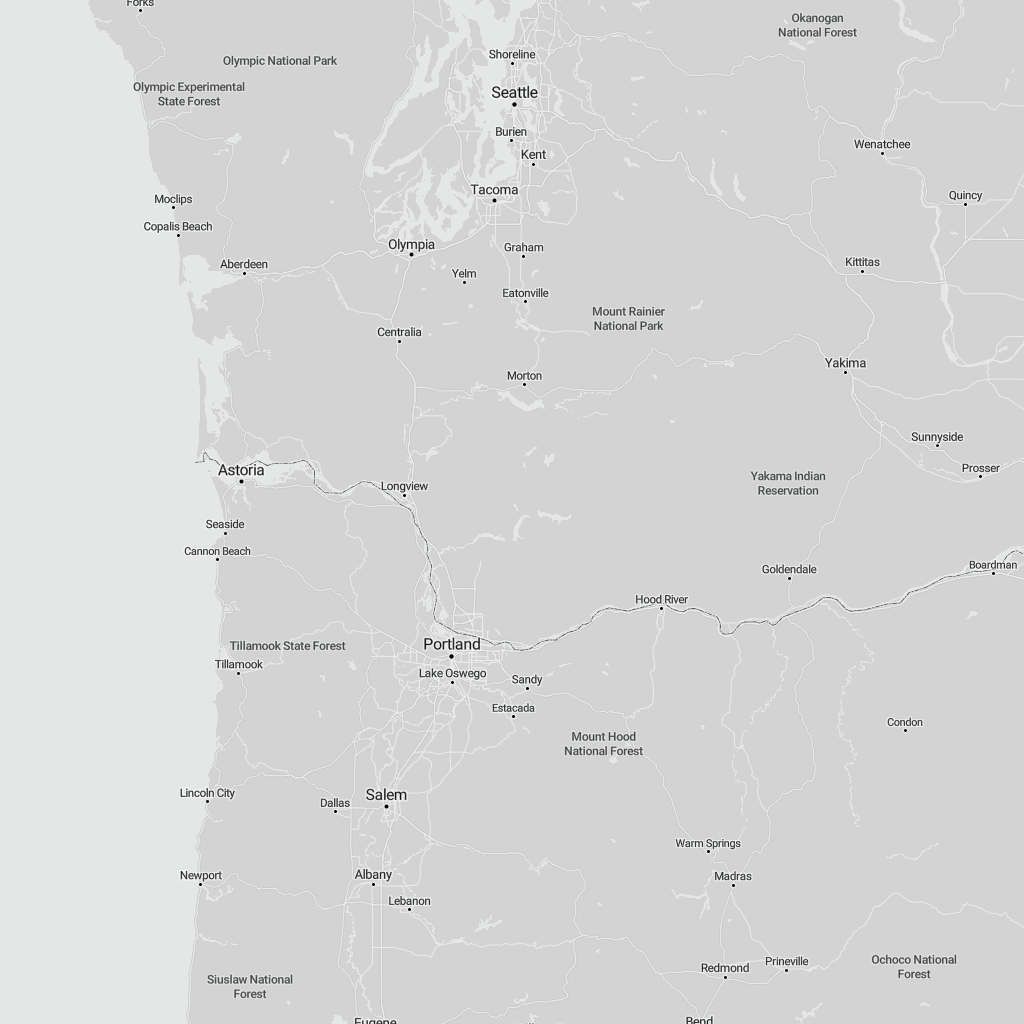 Forks
Okanogan
National Forest
Shoreline
Olympic National Park
Seattle
Olympic Experimental
State Forest
Burien
Wenatchee
Kent
Tacoma
Quincy
Moclips
Copalis Beach
Olympia
Graham
Aberdeen
Kittitas
Yelm
Eatonville
Mount Rainier
National Park
Centralia
Yakima
Morton
Sunnyside
Astoria
Prosser
Yakama Indian
Reservation
Longview
Seaside
Cannon Beach
Boardman
Goldendale
Hood River
Portland
Tillamook State Forest
Tillamook
Lake Oswego
Sandy
Estacada
Condon
Mount Hood
National Forest
Lincoln City
Salem
Dallas
Warm Springs
Newport
Albany
Madras
Lebanon
Ochoco National
Forest
Prineville
Redmond
Siuslaw National
Forest
Eugene
Bend